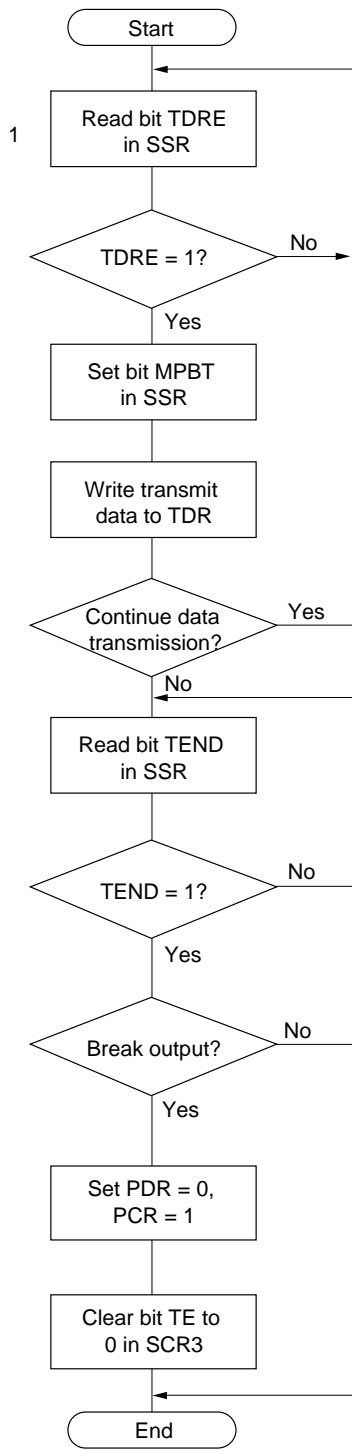 Start
1
Read bit TDRE
in SSR
TDRE = 1?
No
Yes
Set bit MPBT
in SSR
Write transmit
data to TDR
Continue data
transmission?
Yes
No
Read bit TEND
in SSR
TEND = 1?
No
Yes
Break output?
No
Yes
Set PDR = 0,
PCR = 1
Clear bit TE to
0 in SCR3
End